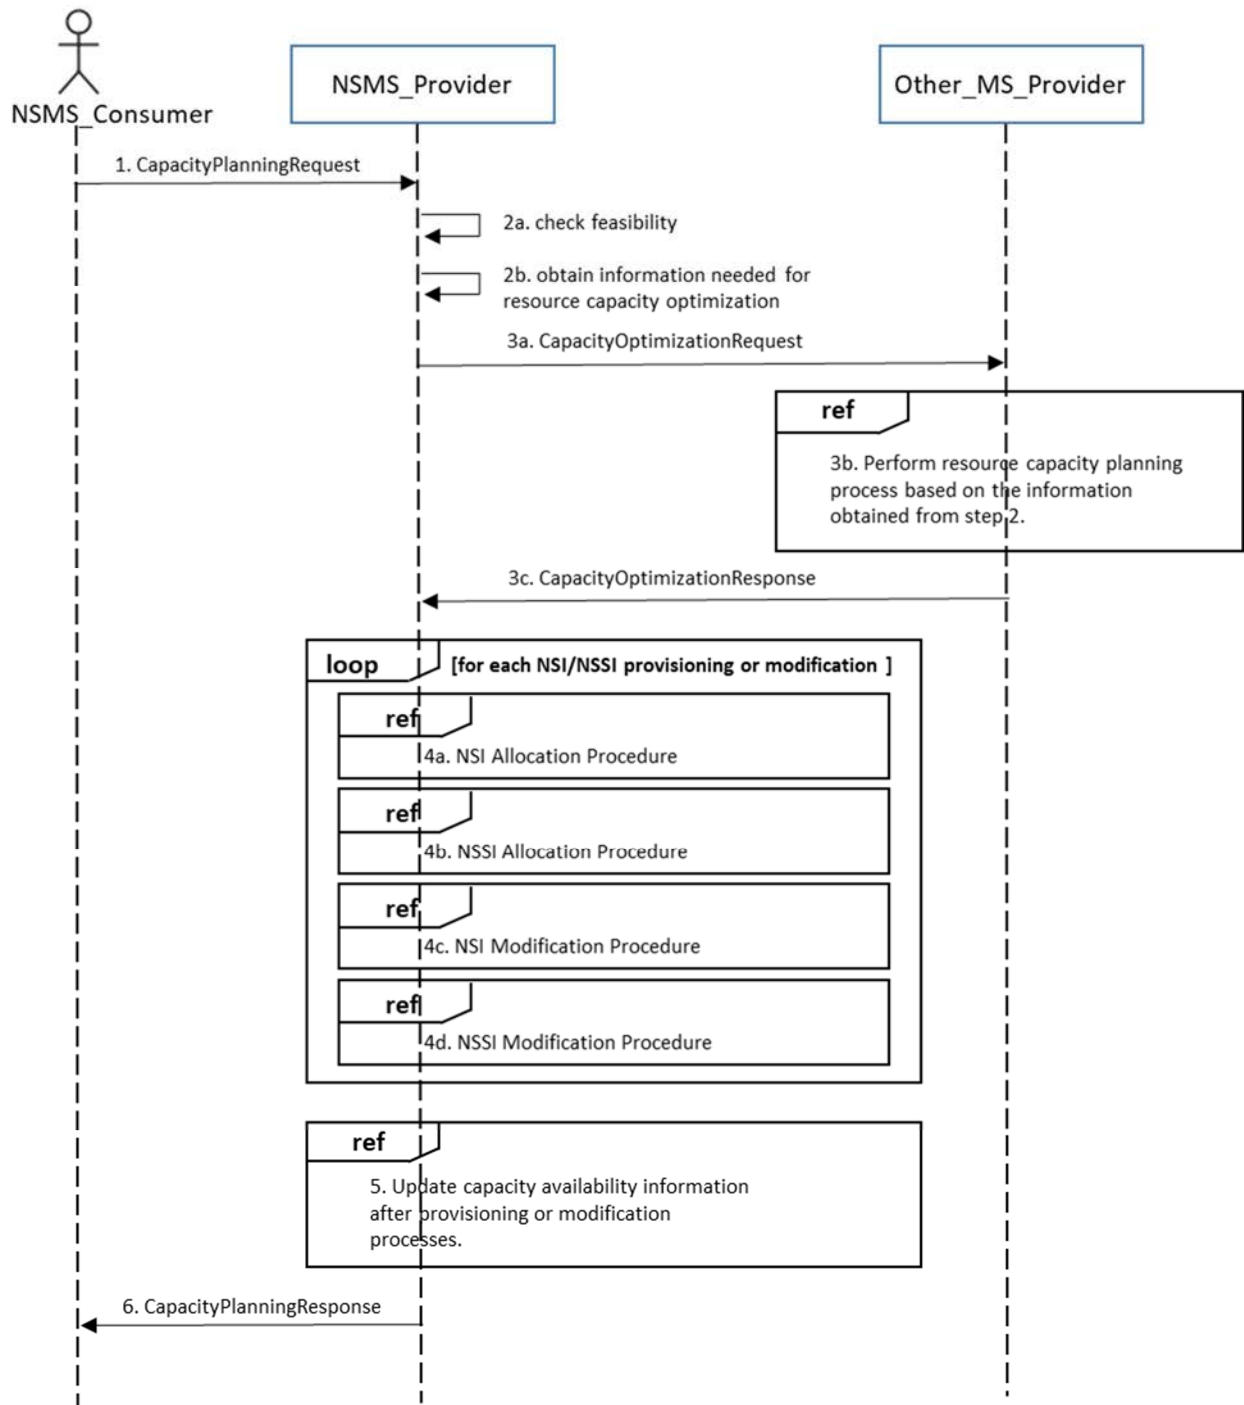 NSMS_Consumer
NSMS_Provider
Other_MS_Provider
1. CapacityPlanningRequest
2a. check feasibility
2b. obtain information needed for
resource capacity optimization
3a. CapacityOptimizationRequest
ref
3b. Perform resource capacity planning
process based on the information
obtained from step 2.
3c. CapacityOptimizationResponse
loop
[for each NSI/NSSI provisioning or modification ]
ref
4a. NSI Allocation Procedure
ref
4b. NSSI Allocation Procedure
ref
4c. NSI Modification Procedure
ref
4d. NSSI Modification Procedure
ref
5. Update capacity availability information
after provisioning or modification
processes.
6. CapacityPlanningResponse